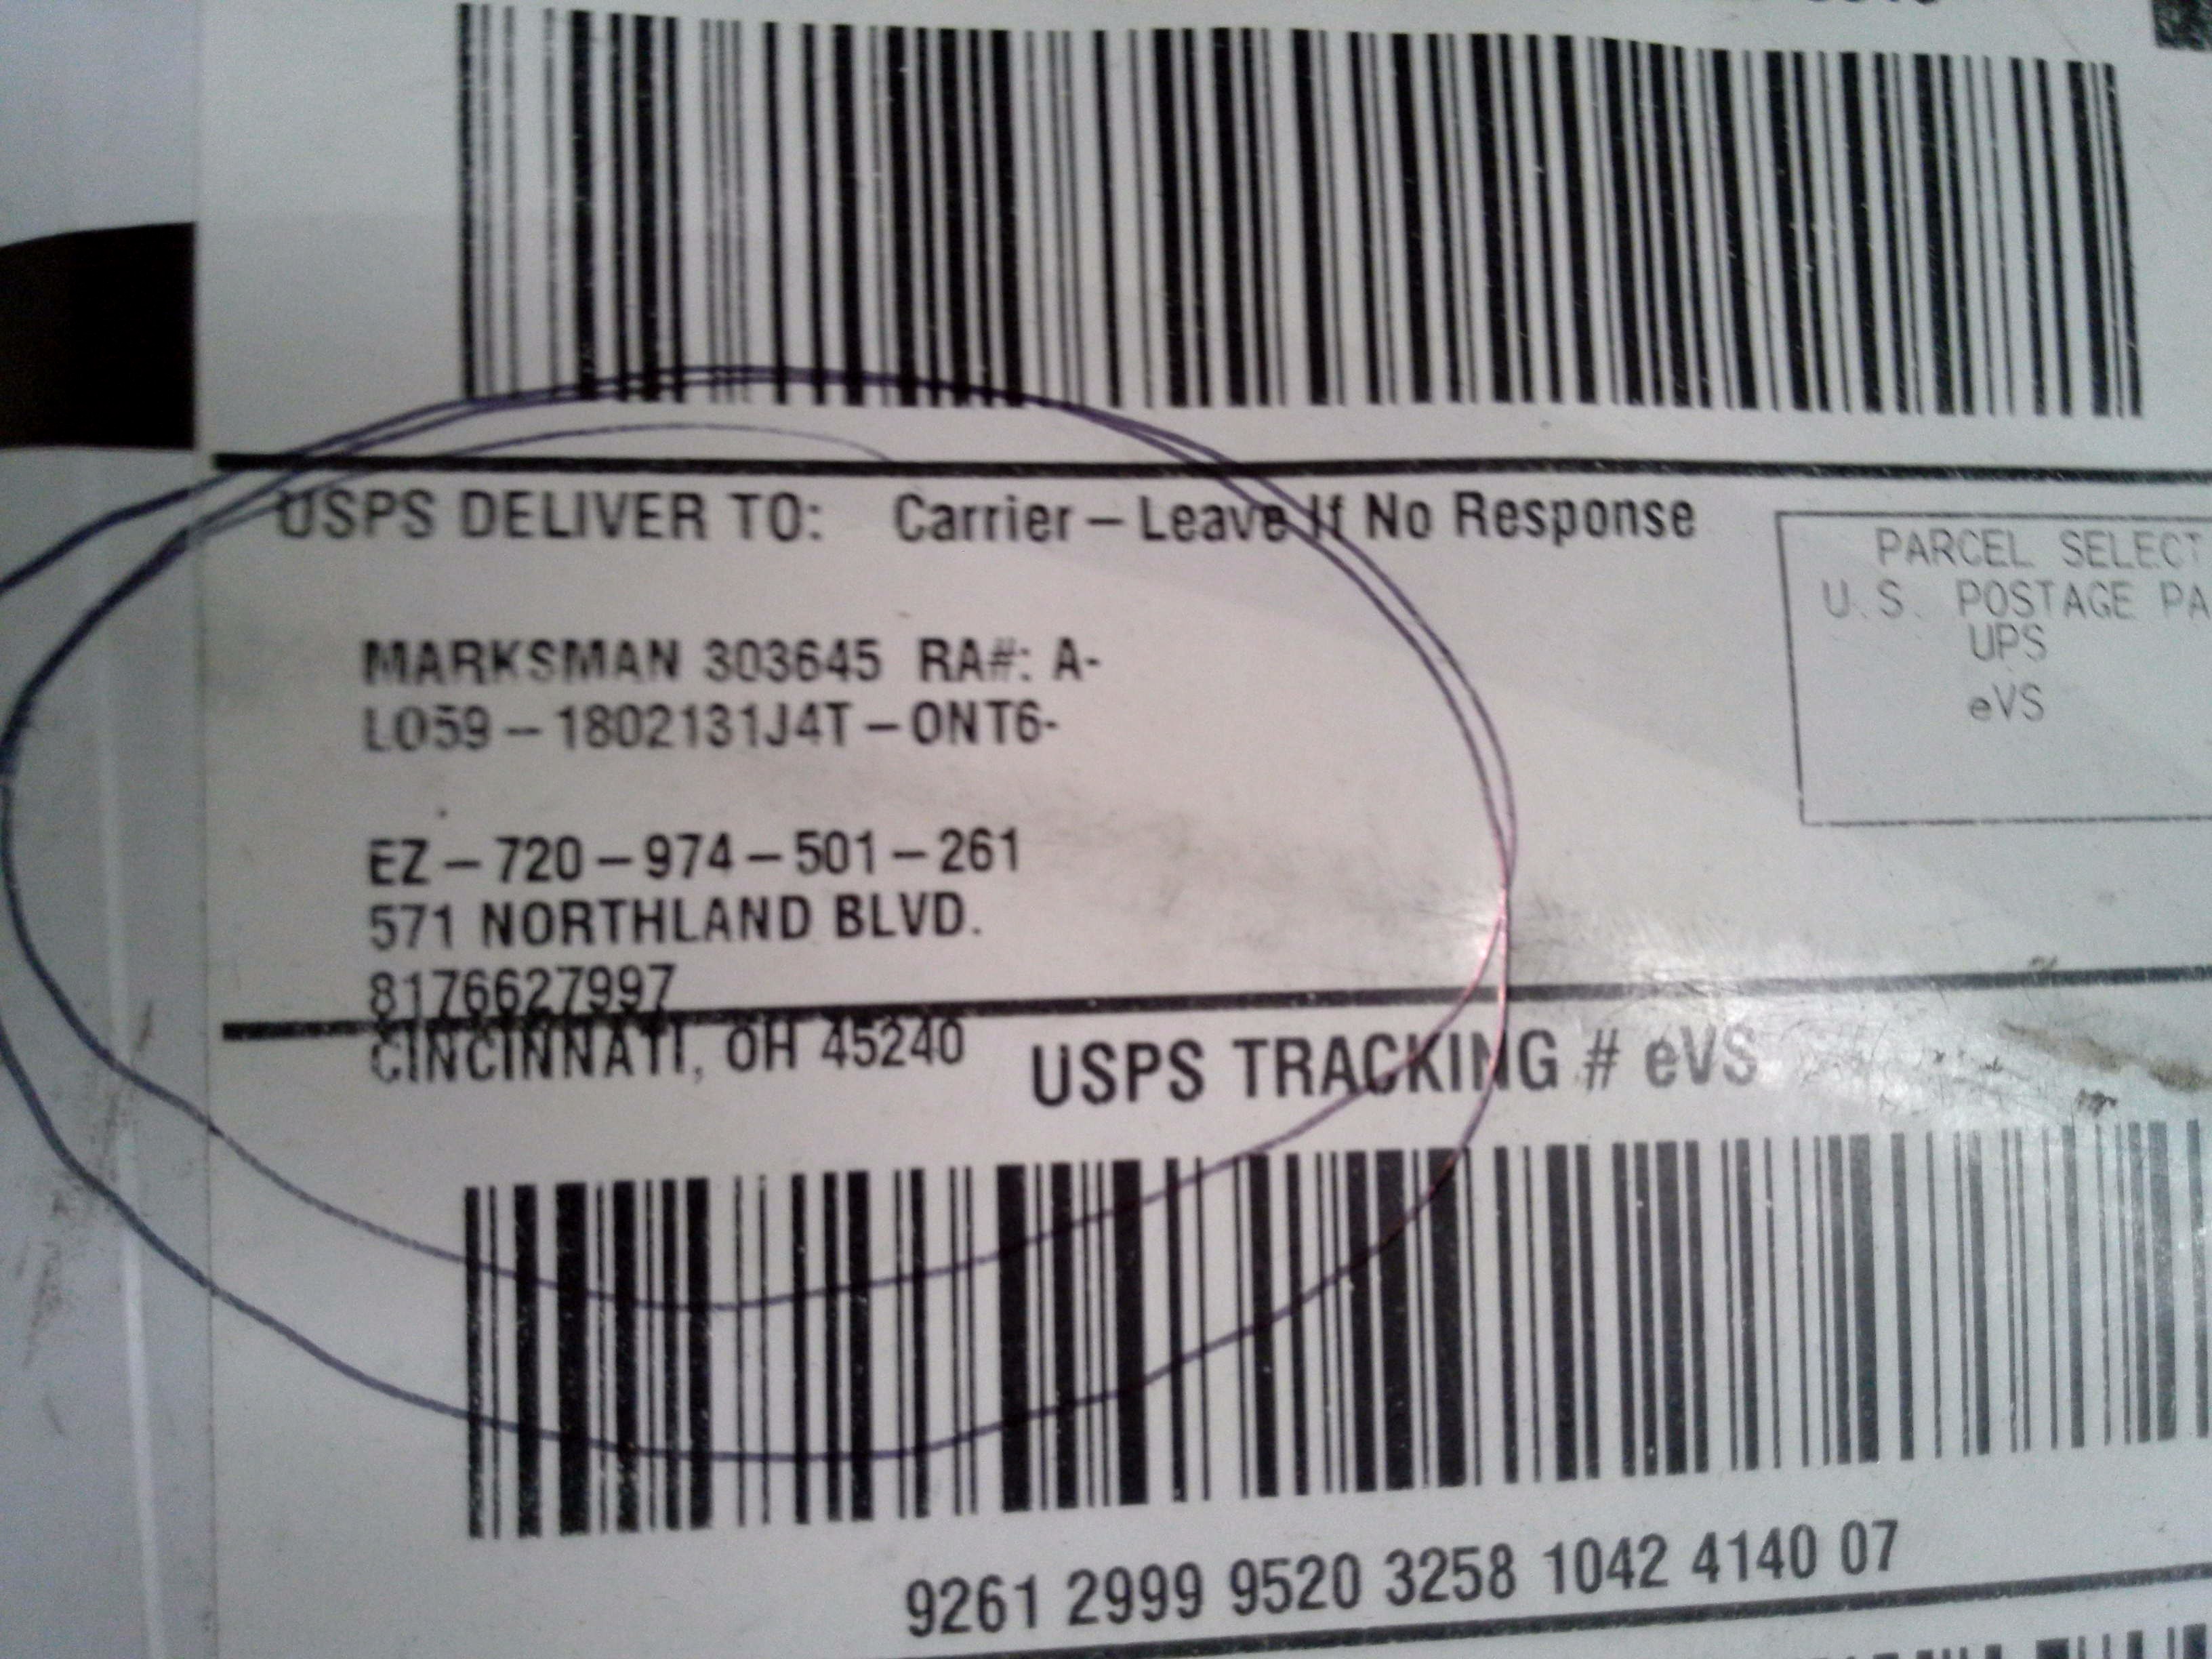 USPS DELIVER TO: Carrier – Leave If No Response
PARCEL SELECT
U.S. POSTAGE PA
UPS
eVS
MARKSMAN 303645 RA#: A-
L059 – 1802131J4T – ONT6-
EZ – 720 – 974 – 501 – 261
571 NORTHLAND BLVD.
8176627997
CINCINNATI, OH 45240
USPS TRACKING # eVS
9261 2999 9520 3258 1042 4140 07